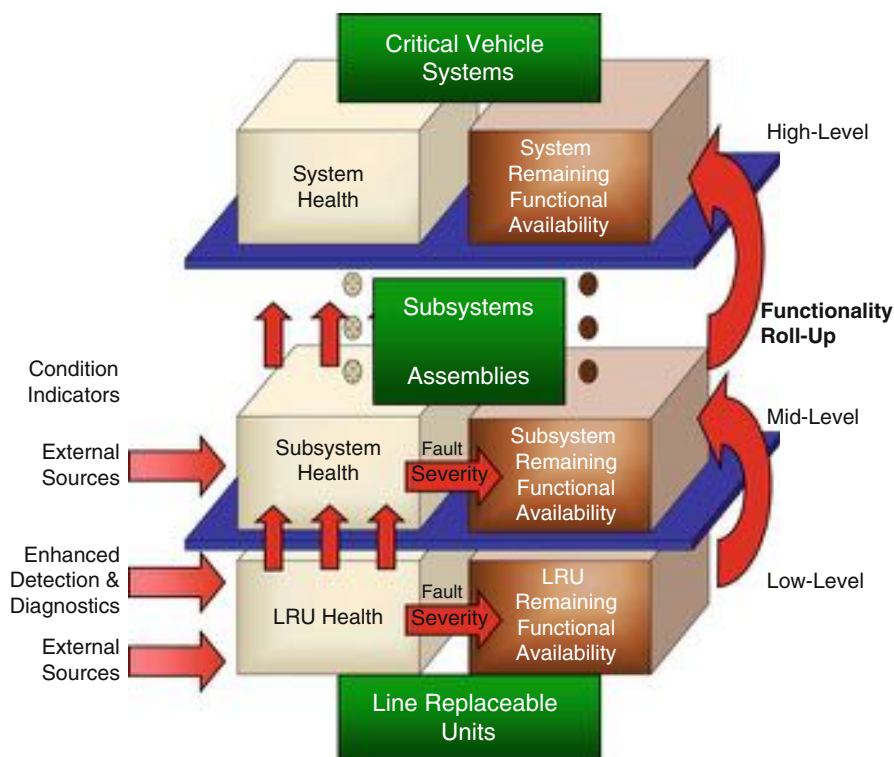 Critical Vehicle
Systems
High-Level
System
Health
System
Remaining
Functional
Availability
Subsystems
Assemblies
Functionality
Roll-Up
Condition
Indicators
Mid-Level
External
Sources
Subsystem
Health
Fault
Severity
Subsystem
Remaining
Functional
Availability
Enhanced
Detection &
Diagnostics
Low-Level
LRU Health
Fault
Severity
LRU
Remaining
Functional
Availability
External
Sources
Line Replaceable
Units